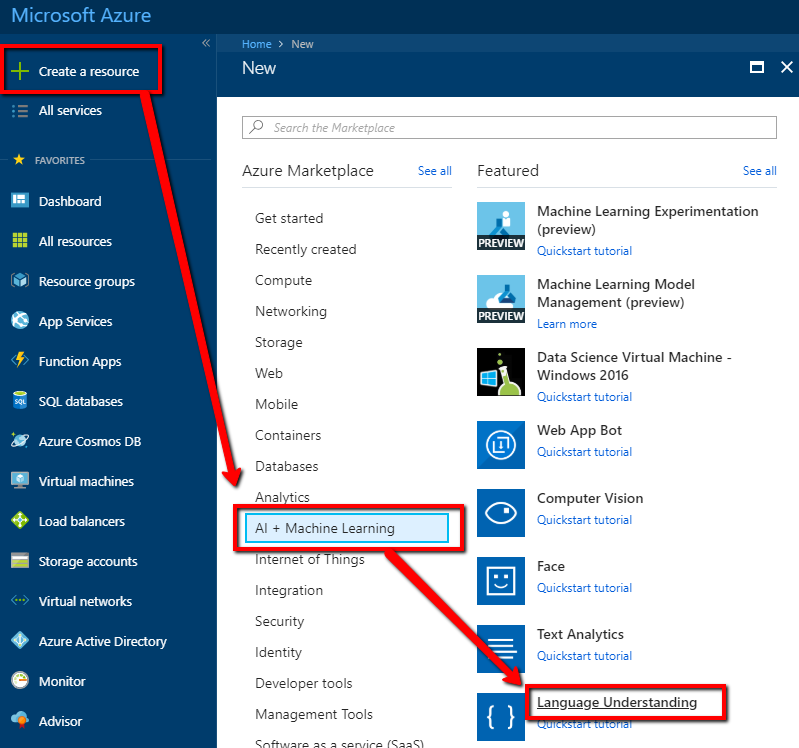 Microsoft Azure
«
Create a resource
All services
FAVORITES
Dashboard
All resources
Resource groups
App Services
Function Apps
SQL databases
Azure Cosmos DB
Virtual machines
Load balancers
Storage accounts
Virtual networks
Azure Active Directory
Monitor
Advisor
Home > New
New
Search the Marketplace
Azure Marketplace
See all
Get started
Recently created
Compute
Networking
Storage
Web
Mobile
Containers
Databases
Analytics
AI + Machine Learning
Internet of Things
Integration
Security
Identity
Developer tools
Management Tools
Software as a service (SaaS)
Featured
See all
PREVIEW
Machine Learning Experimentation
(preview)
Quickstart tutorial
PREVIEW
Machine Learning Model
Management (preview)
Learn more
Data Science Virtual Machine -
Windows 2016
Quickstart tutorial
Web App Bot
Quickstart tutorial
Computer Vision
Quickstart tutorial
Face
Quickstart tutorial
Text Analytics
Quickstart tutorial
Language Understanding
Quickstart tutorial